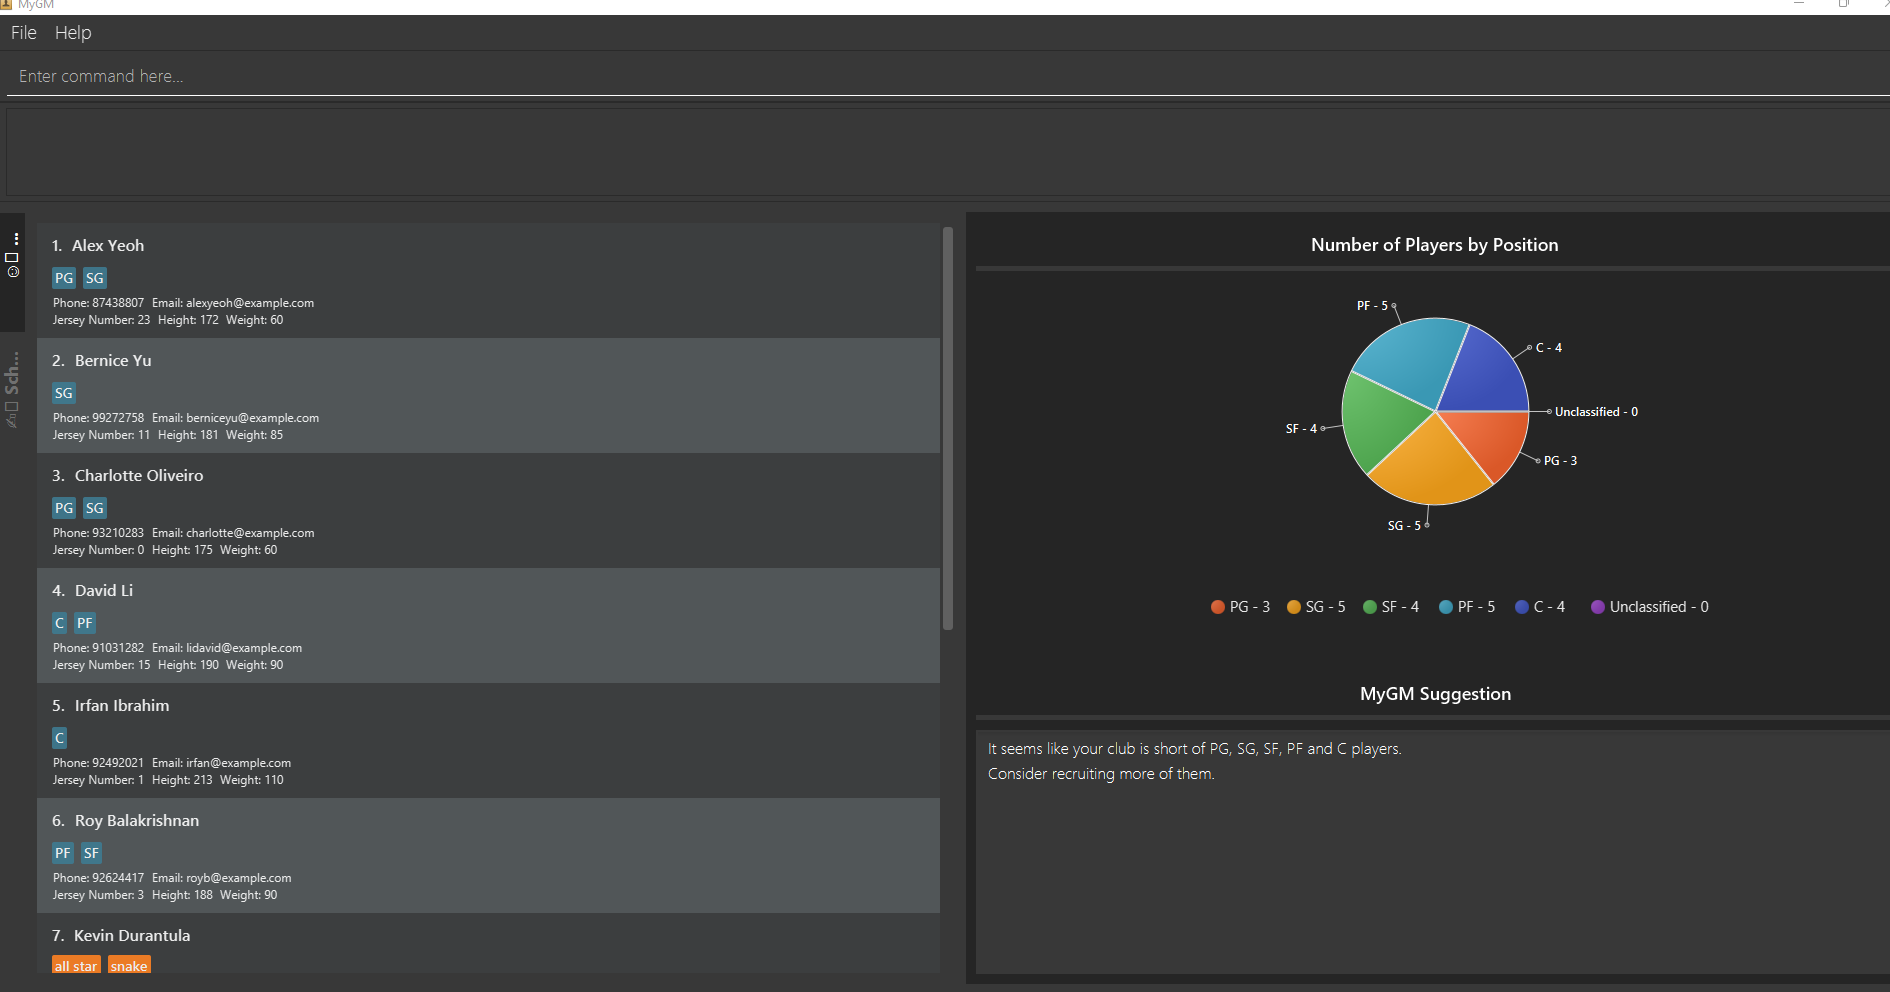 MyGM
File Help
Enter command here...
Sch...
1. Alex Yeoh
PG SG
Phone: 87438807 Email: alexyeoh@example.com
Jersey Number: 23 Height: 172 Weight: 60
2. Bernice Yu
SG
Phone: 99272758 Email: berniceyu@example.com
Jersey Number: 11 Height: 181 Weight: 85
3. Charlotte Oliveiro
PG SG
Phone: 93210283 Email: charlotte@example.com
Jersey Number: 0 Height: 175 Weight: 60
4. David Li
C PF
Phone: 91031282 Email: lidavid@example.com
Jersey Number: 15 Height: 190 Weight: 90
5. Irfan Ibrahim
C
Phone: 92492021 Email: irfan@example.com
Jersey Number: 1 Height: 213 Weight: 110
6. Roy Balakrishnan
PF SF
Phone: 92624417 Email: royb@example.com
Jersey Number: 3 Height: 188 Weight: 90
7. Kevin Durantula
all star snake
Number of Players by Position
PF - 5
C - 4
Unclassified - 0
SF - 4
PG - 3
SG - 5
PG - 3 SG - 5 SF - 4 PF - 5 C - 4 Unclassified - 0
MyGM Suggestion
It seems like your club is short of PG, SG, SF, PF and C players.
Consider recruiting more of them.